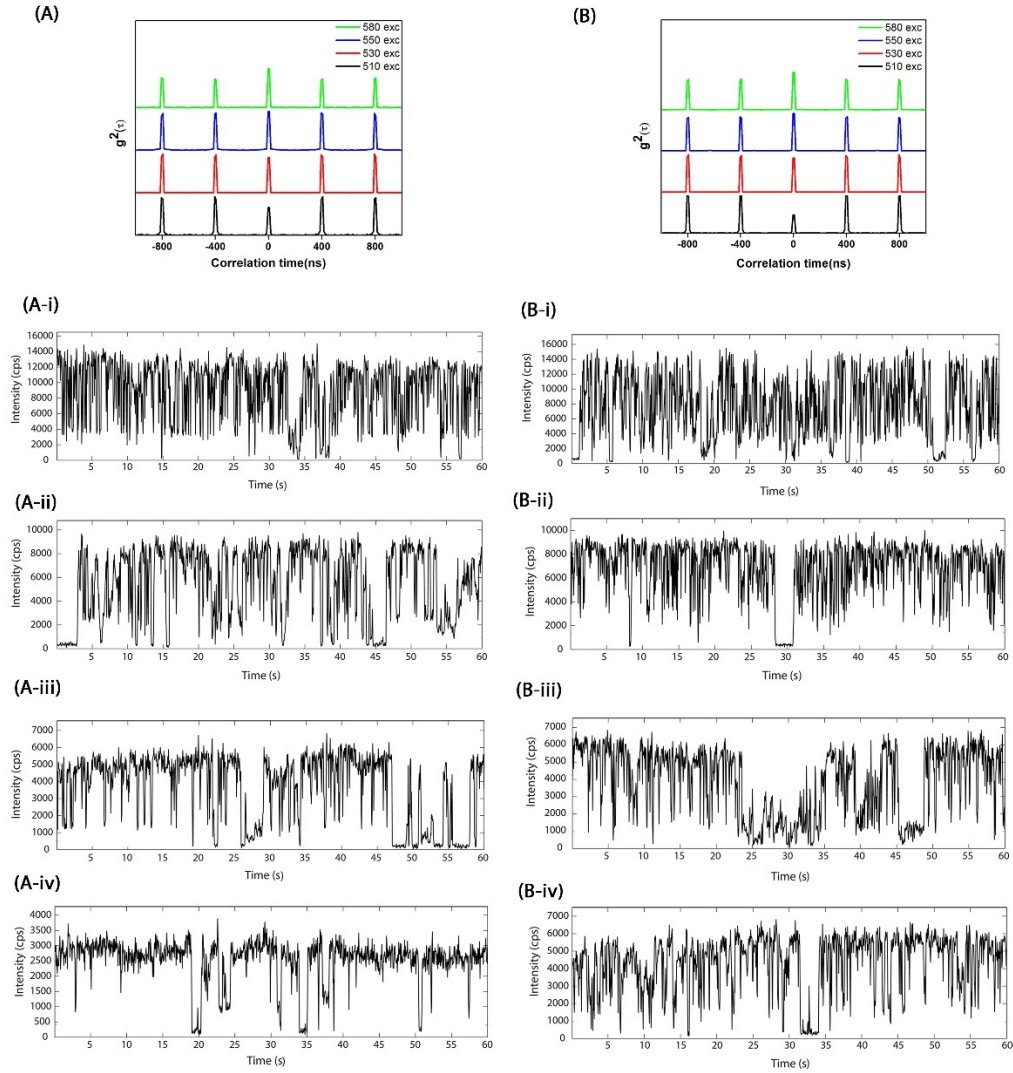 (A)
580 exc
550 exc
530 exc
510 exc
g²(τ)
-800 -400 0 400 800
Correlation time(ns)
(B)
580 exc
550 exc
530 exc
510 exc
g²(τ)
-800 -400 0 400 800
Correlation time(ns)
(A-i)
Intensity (cps)
16000
14000
12000
10000
8000
6000
4000
2000
0
5 10 15 20 25 30 35 40 45 50 55 60
Time (s)
(B-i)
Intensity (cps)
16000
14000
12000
10000
8000
6000
4000
2000
0
5 10 15 20 25 30 35 40 45 50 55 60
Time (s)
(A-ii)
Intensity (cps)
10000
8000
6000
4000
2000
0
5 10 15 20 25 30 35 40 45 50 55 60
Time (s)
(B-ii)
Intensity (cps)
10000
8000
6000
4000
2000
0
5 10 15 20 25 30 35 40 45 50 55 60
Time (s)
(A-iii)
Intensity (cps)
7000
6000
5000
4000
3000
2000
1000
0
5 10 15 20 25 30 35 40 45 50 55 60
Time (s)
(B-iii)
Intensity (cps)
7000
6000
5000
4000
3000
2000
1000
0
5 10 15 20 25 30 35 40 45 50 55 60
Time (s)
(A-iv)
Intensity (cps)
4000
3500
3000
2500
2000
1500
1000
500
0
5 10 15 20 25 30 35 40 45 50 55 60
Time (s)
(B-iv)
Intensity (cps)
7000
6000
5000
4000
3000
2000
1000
0
5 10 15 20 25 30 35 40 45 50 55 60
Time (s)